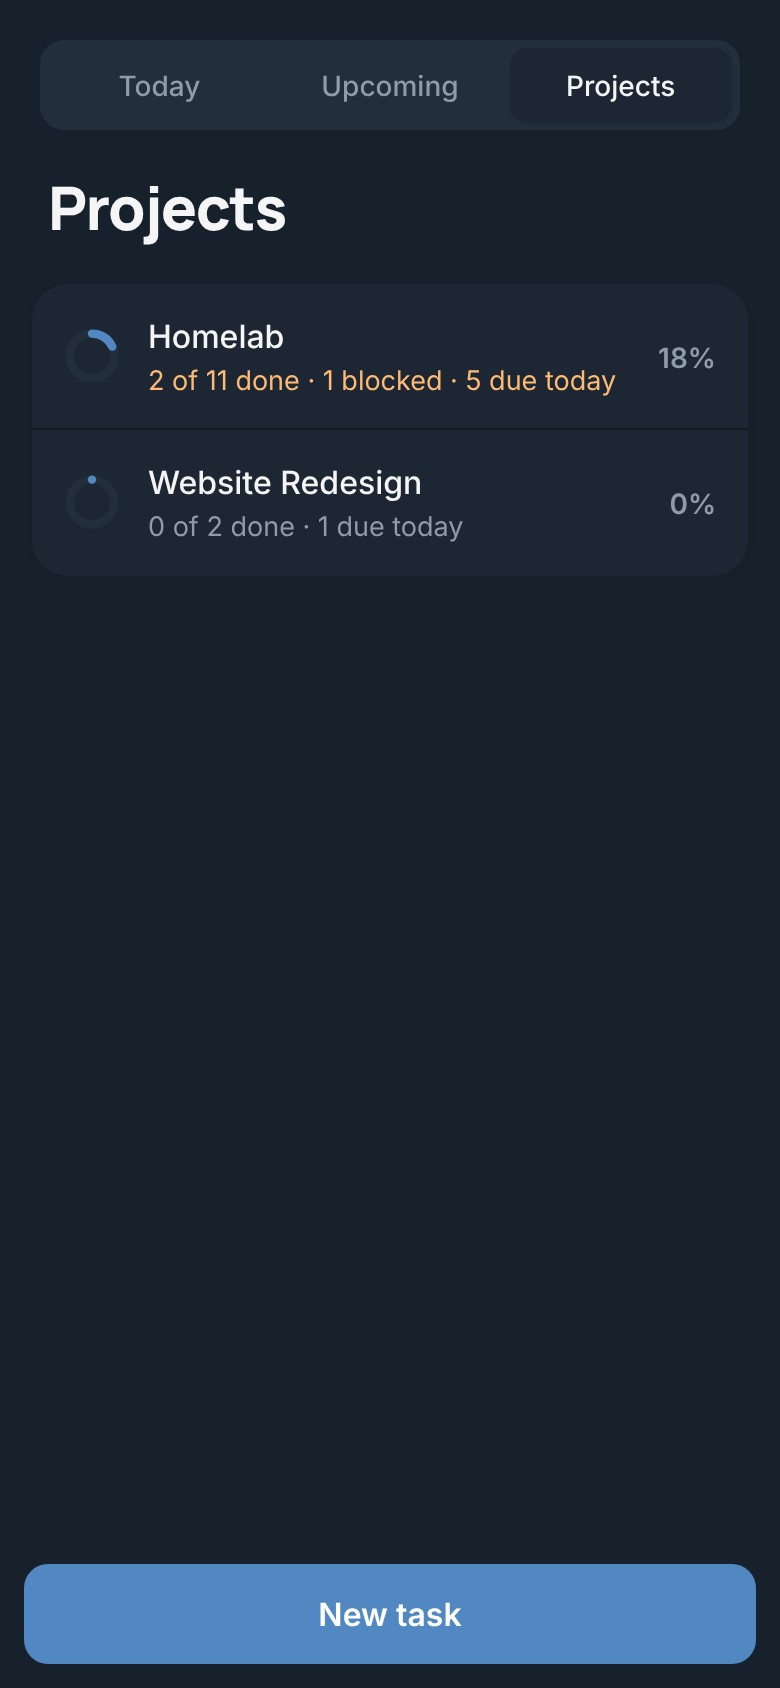 Today
Upcoming
Projects
Projects
Homelab
2 of 11 done · 1 blocked · 5 due today
18%
Website Redesign
0 of 2 done · 1 due today
0%
New task